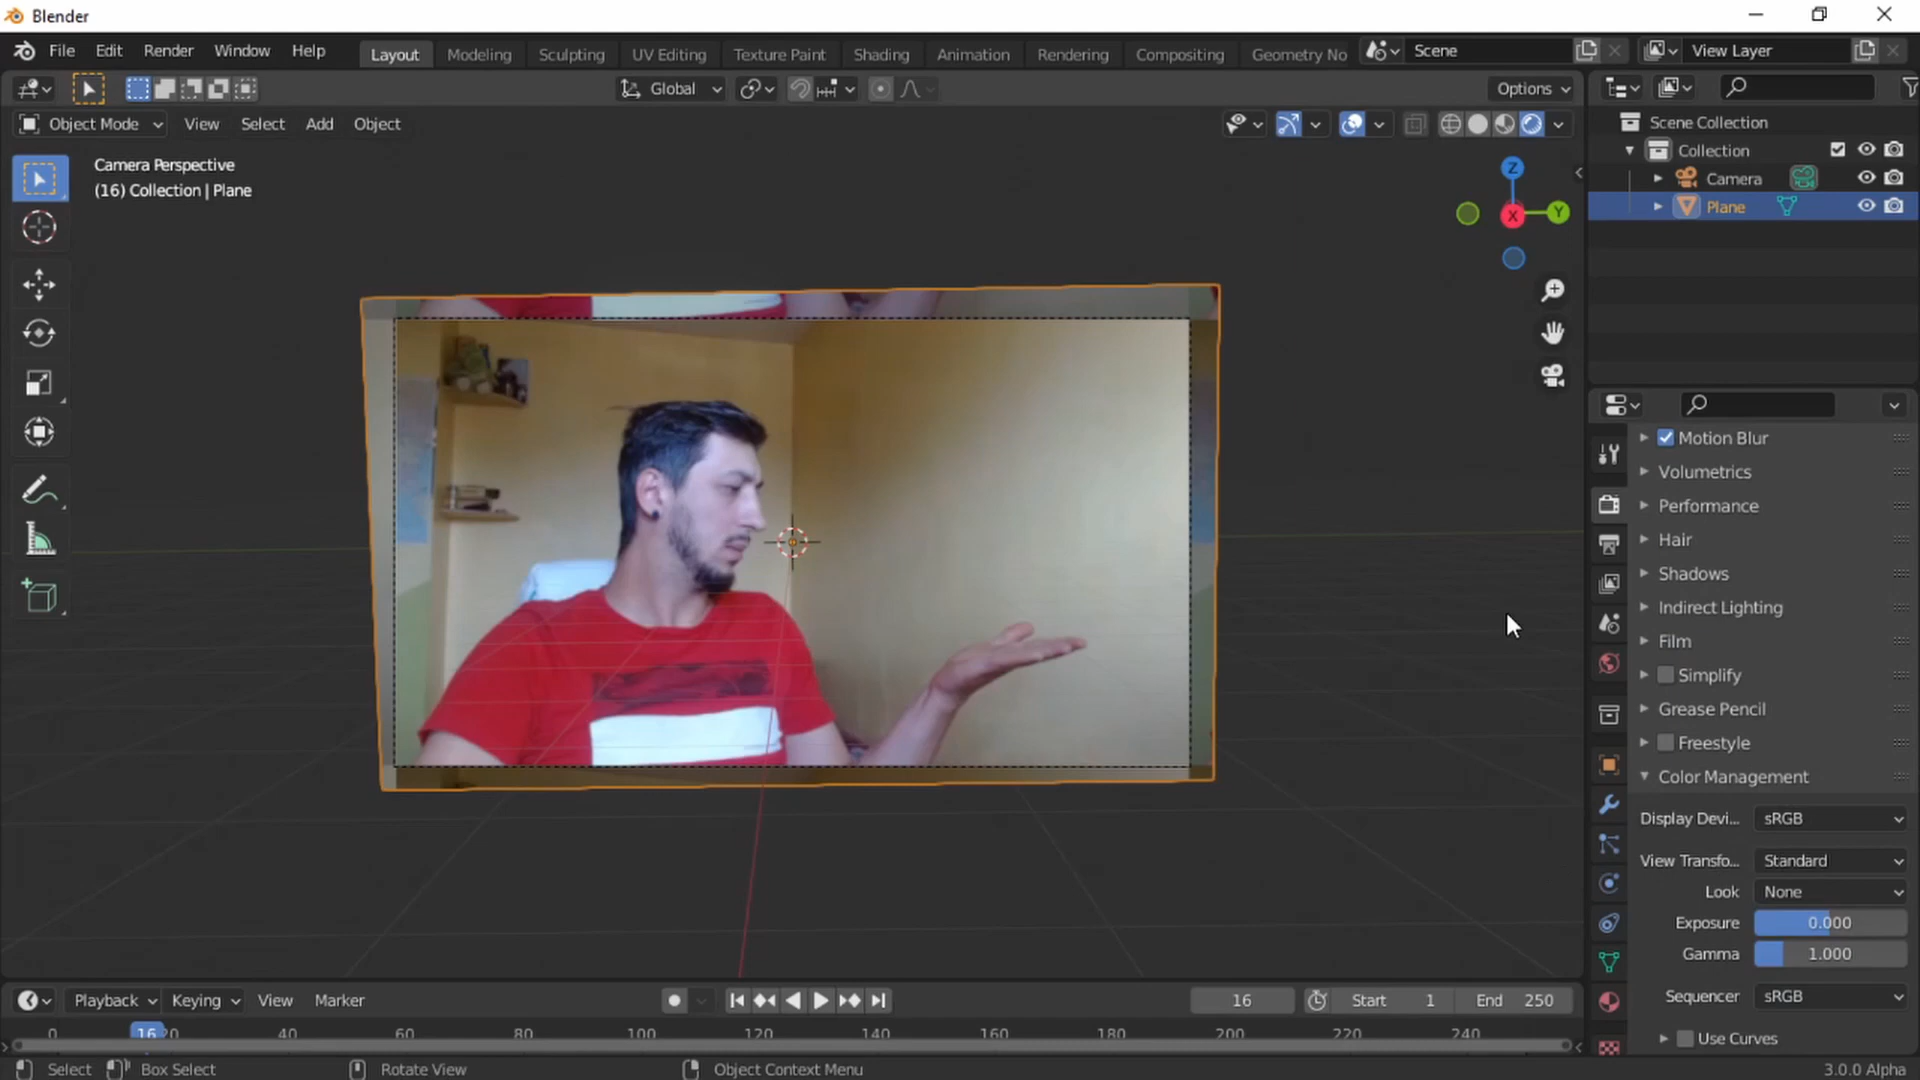 Blender
File Edit Render Window Help Layout Modeling Sculpting UV Editing Texture Paint Shading Animation Rendering Compositing Geometry No Scene View Layer
Global Options
Object Mode View Select Add Object
Camera Perspective
(16) Collection | Plane
Z
X Y
Scene Collection
Collection
Camera
Plane
Motion Blur
Volumetrics
Performance
Hair
Shadows
Indirect Lighting
Film
Simplify
Grease Pencil
Freestyle
Color Management
Display Devi... sRGB
View Transfo... Standard
Look None
Exposure 0.000
Gamma 1.000
Sequencer sRGB
Use Curves
Playback Keying View Marker 16 Start 1 End 250
0 16 20 40 60 80 100 120 140 160 180 200 220 240
Select Box Select Rotate View Object Context Menu 3.0.0 Alpha